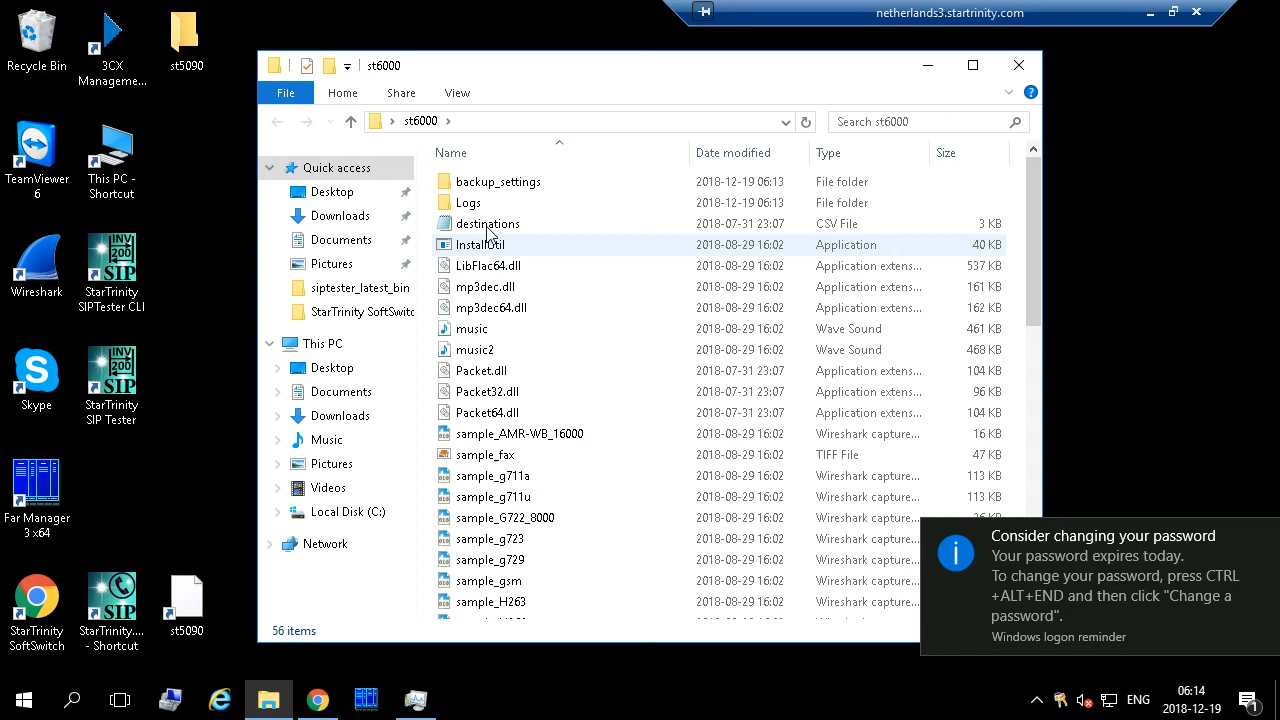 netherlands3.startrinity.com
Recycle Bin
3CX
Manageme...
st5090
TeamViewer
6
This PC -
Shortcut
Wireshark
INV
200
SIP
StarTrinity
SIPTester CLI
Skype
INV
200
SIP
StarTrinity
SIP Tester
Far Manager
3 x64
StarTrinity
SoftSwitch
StarTrinity....
- Shortcut
st5090
st6000
File
Home
Share
View
st6000
Search st6000
Quick access
Desktop
Downloads
Documents
Pictures
siptester_latest_bin
StarTrinity SoftSwitc
This PC
Desktop
Documents
Downloads
Music
Pictures
Videos
Local Disk (C:)
Network
Name Date modified Type Size
backup_settings 2018-12-19 06:13 File folder
Logs 2018-12-19 06:13 File folder
destinations 2018-07-31 23:07 CSV File 3 KB
InstallUtil 2018-08-29 16:02 Application 40 KB
LibFlac64.dll 2018-08-29 16:02 Application extens... 537 KB
mp3dec.dll 2018-08-29 16:02 Application extens... 161 KB
mp3dec64.dll 2018-08-29 16:02 Application extens... 162 KB
music 2018-08-29 16:02 Wave Sound 461 KB
music2 2018-08-29 16:02 Wave Sound 468 KB
Packet.dll 2018-07-31 23:07 Application extens... 104 KB
Packet32.dll 2018-07-31 23:07 Application extens... 96 KB
Packet64.dll 2018-07-31 23:07 Application extens... 104 KB
sample_AMR-WB_16000 2018-08-29 16:02 Wireshark capture... 16 KB
sample_fax 2018-08-29 16:02 TIFF File 47 KB
sample_g711a 2018-08-29 16:02 Wireshark capture... 113 KB
sample_g711u 2018-08-29 16:02 Wireshark capture... 113 KB
sample_G722_8000 2018-08-29 16:02 Wireshark capture...
sample_g723 2018-08-29 16:02 Wireshark capture...
sample_g729 2018-08-29 16:02 Wireshark capture...
sample_gsm 2018-08-29 16:02 Wireshark capture...
sample_H263 2018-08-29 16:02 Wireshark capture...
56 items
Consider changing your password
Your password expires today.
To change your password, press CTRL
+ALT+END and then click "Change a
password".
Windows logon reminder
ENG
06:14
2018-12-19
1